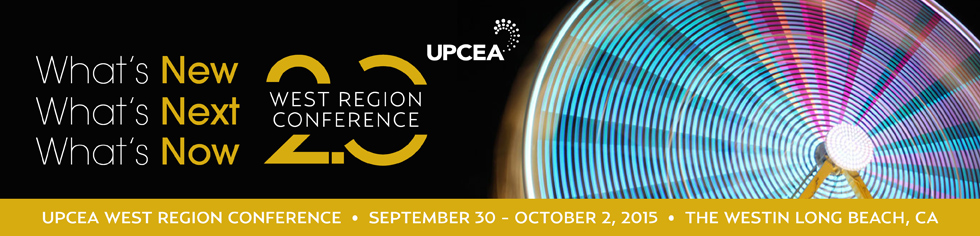 What's New
What's Next
What's Now
2.0
WEST REGION
CONFERENCE
UPCEA
UPCEA WEST REGION CONFERENCE • SEPTEMBER 30 - OCTOBER 2, 2015 • THE WESTIN LONG BEACH, CA